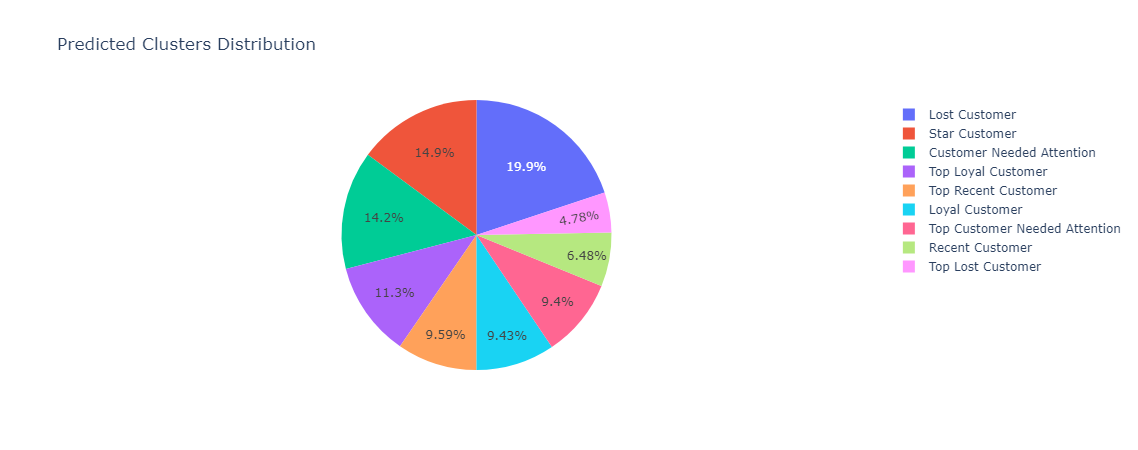 Predicted Clusters Distribution
19.9%
14.9%
14.2%
11.3%
9.59%
9.43%
9.4%
6.48%
4.78%
Lost Customer
Star Customer
Customer Needed Attention
Top Loyal Customer
Top Recent Customer
Loyal Customer
Top Customer Needed Attention
Recent Customer
Top Lost Customer